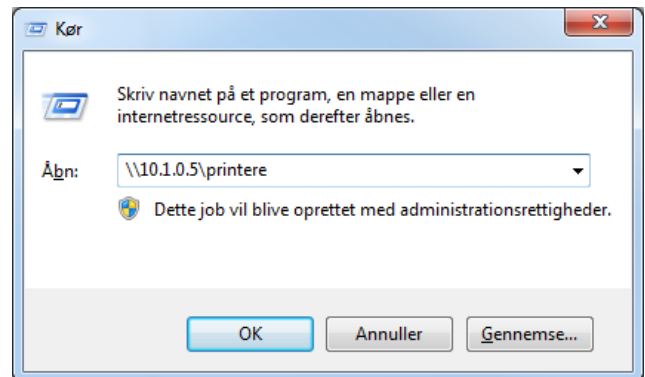 Kør
Skriv navnet på et program, en mappe eller en
internetressource, som derefter åbnes.
Åbn:
\\10.1.0.5\printere
Dette job vil blive oprettet med administrationsrettigheder.
OK
Annuller
Gennemse...